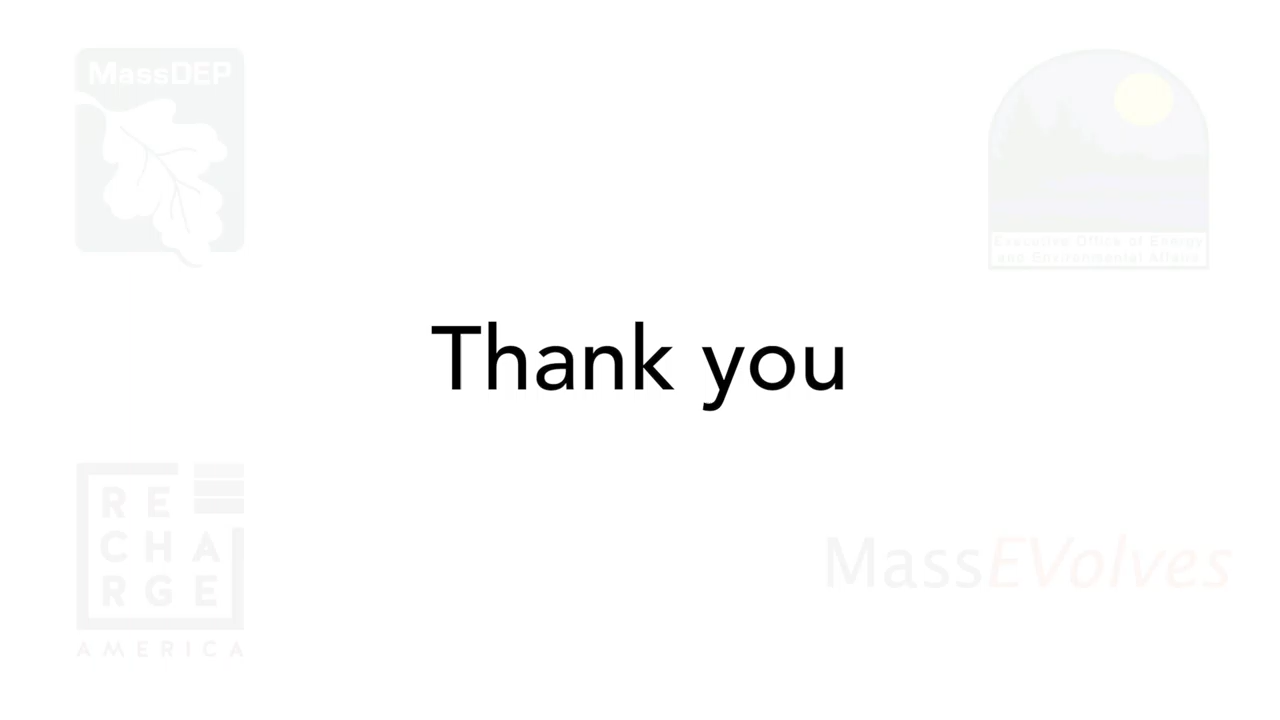 MassDEP
Executive Office of Energy
and Environmental Affairs
Thank you
RE
CHA
RGE
AMERICA
MassEVolves